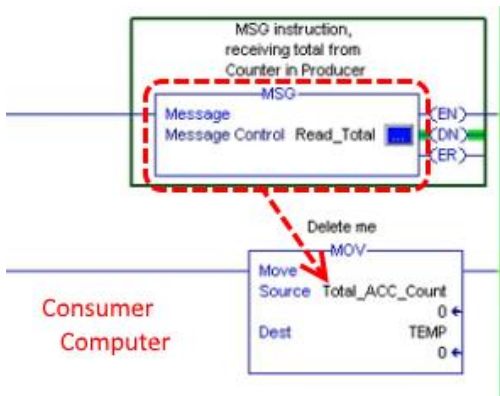 MSG instruction,
receiving total from
Counter in Producer
MSG
Message
Message Control Read_Total ...
(EN)
(DN)
(ER)
Delete me
MOV
Move
Source Total_ACC_Count
0
Dest TEMP
0
Consumer
Computer